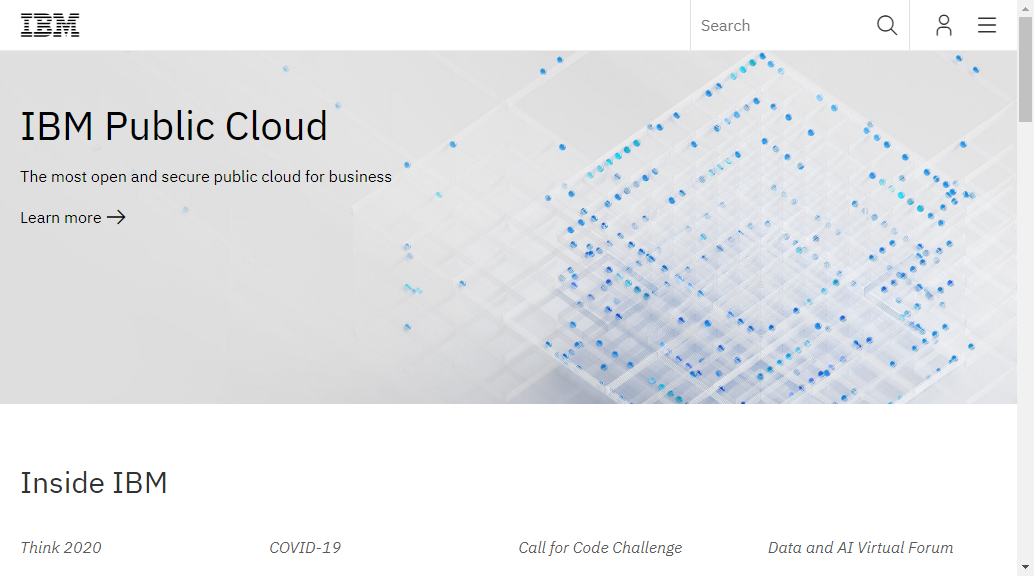 IBM
Search
IBM Public Cloud
The most open and secure public cloud for business
Learn more
Inside IBM
Think 2020
COVID-19
Call for Code Challenge
Data and AI Virtual Forum